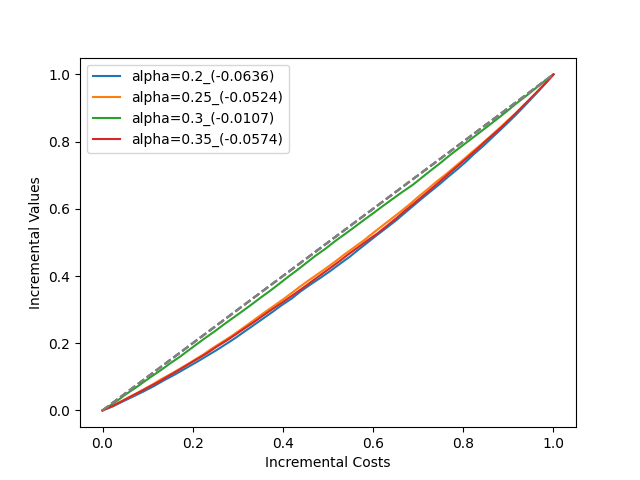 alpha=0.2_(-0.0636)
alpha=0.25_(-0.0524)
alpha=0.3_(-0.0107)
alpha=0.35_(-0.0574)
1.0
0.8
0.6
0.4
0.2
0.0
Incremental Values
0.0 0.2 0.4 0.6 0.8 1.0
Incremental Costs